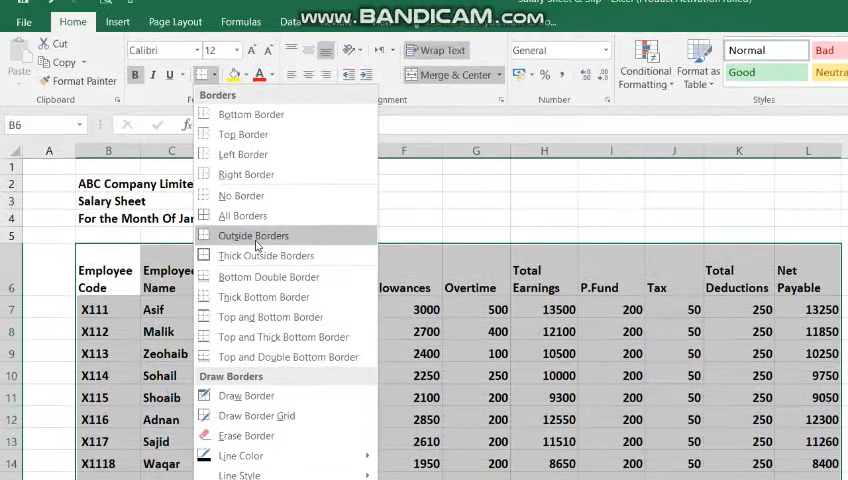 Salary Sheet & Slip - Excel (Product Activation Failed)
WWW.BANDICAM.COM
File Home Insert Page Layout Formulas Data
Cut
Copy
Format Painter
Paste
Calibri 12
B I U
Wrap Text
Merge & Center
General
Conditional Formatting
Format as Table
Normal Bad
Good Neutra
Alignment Number Styles
B6 fx
Borders
Bottom Border
Top Border
Left Border
Right Border
No Border
All Borders
Outside Borders
Thick Outside Borders
Bottom Double Border
Thick Bottom Border
Top and Bottom Border
Top and Thick Bottom Border
Top and Double Bottom Border
Draw Borders
Draw Border
Draw Border Grid
Erase Border
Line Color
Line Style
A B C F G H I J K L
1
2 ABC Company Limite
3 Salary Sheet
4 For the Month Of Jan
5
6 Employee Code Employee Name lowances Overtime Total Earnings P.Fund Tax Total Deductions Net Payable
7 X111 Asif 3000 500 13500 200 50 250 13250
8 X112 Malik 2700 400 12100 200 50 250 11850
9 X113 Zeohaib 2400 100 10500 200 50 250 10250
10 X114 Sohail 2250 250 10000 200 50 250 9750
11 X115 Shoaib 2100 200 9300 200 50 250 9050
12 X116 Adnan 2850 200 12550 200 50 250 12300
13 X117 Sajid 2610 200 11510 200 50 250 11260
14 X1118 Waqar 1950 200 8650 200 50 250 8400